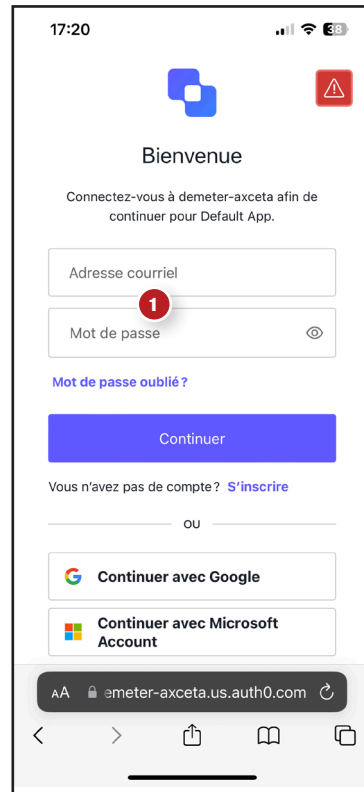 17:20
38
Bienvenue
Connectez-vous à demeter-axceta afin de
continuer pour Default App.
Adresse courriel
1
Mot de passe
Mot de passe oublié ?
Continuer
Vous n'avez pas de compte ? S'inscrire
OU
Continuer avec Google
Continuer avec Microsoft
Account
AA emeter-axceta.us.auth0.com